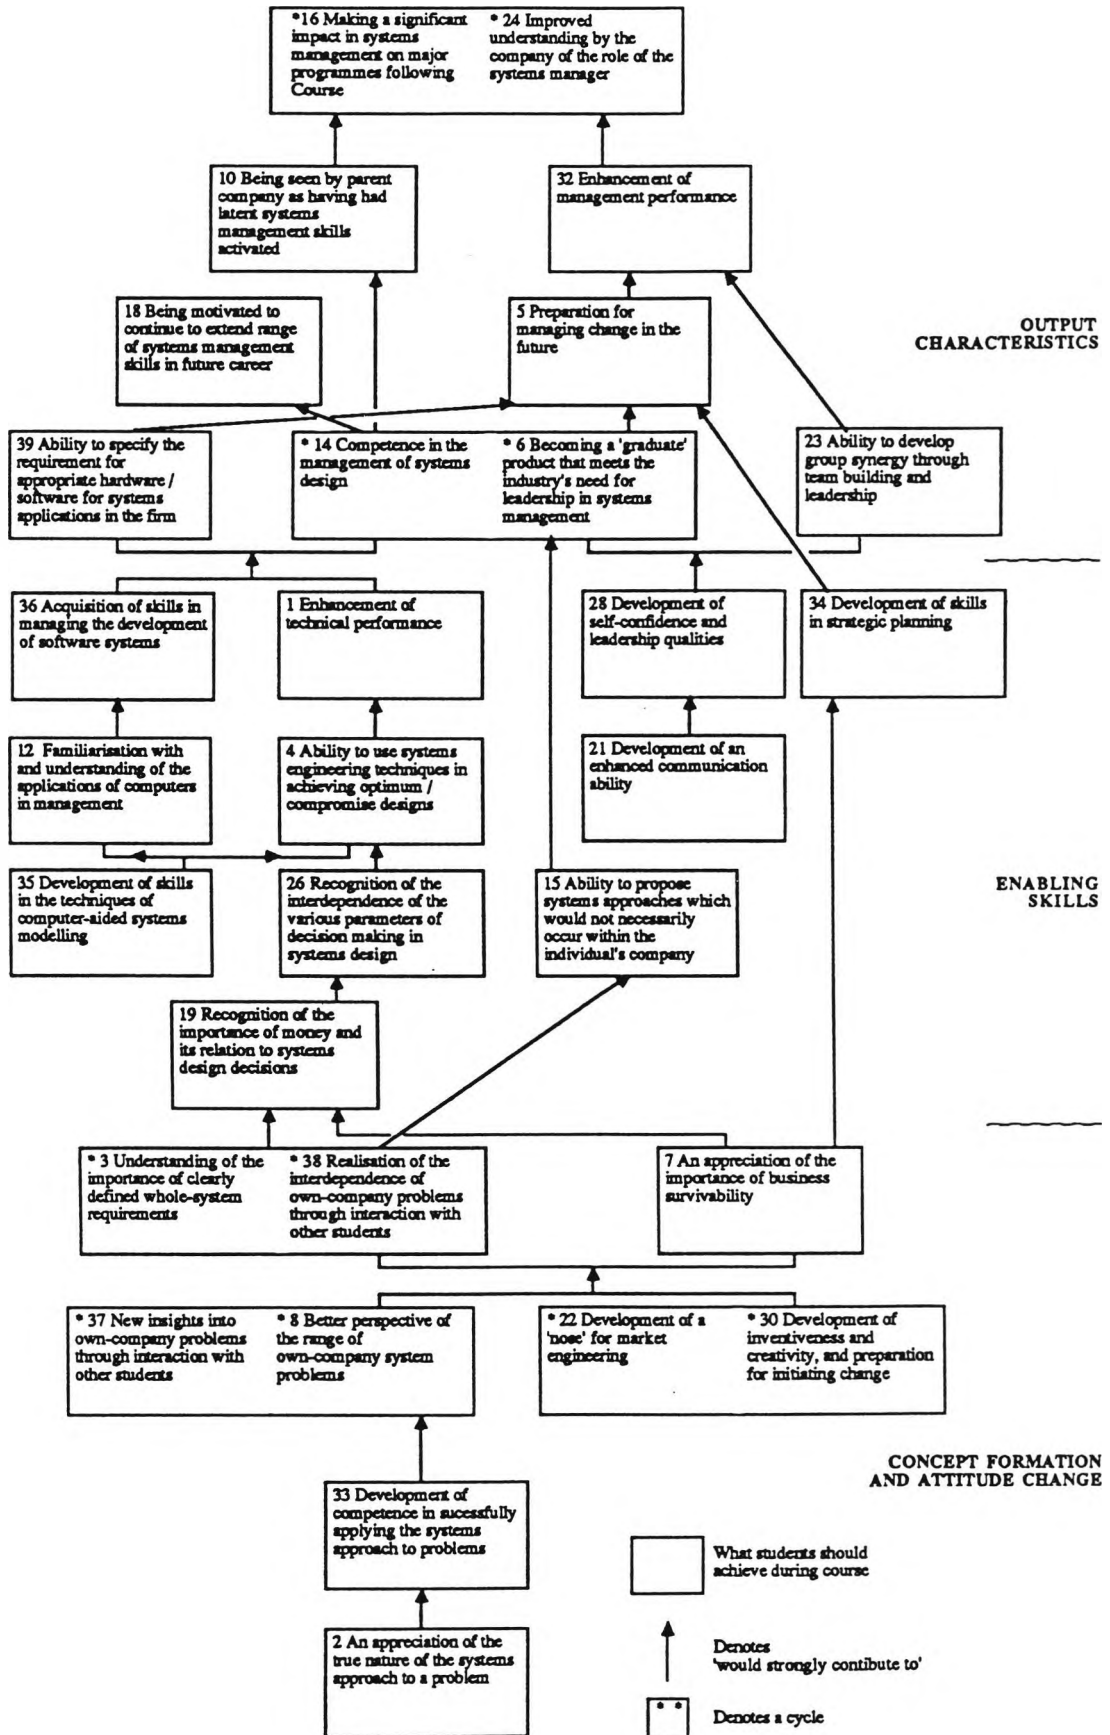 *16 Making a significant
impact in systems
management on major
programmes following
Course
* 24 Improved
understanding by the
company of the role of the
systems manager
10 Being seen by parent
company as having had
latent systems
management skills
activated
32 Enhancement of
management performance
18 Being motivated to
continue to extend range
of systems management
skills in future career
5 Preparation for
managing change in the
future
OUTPUT
CHARACTERISTICS
39 Ability to specify the
requirement for
appropriate hardware /
software for systems
applications in the firm
* 14 Competence in the
management of systems
design
* 6 Becoming a 'graduate'
product that meets the
industry's need for
leadership in systems
management
23 Ability to develop
group synergy through
team building and
leadership
36 Acquisition of skills in
managing the development
of software systems
1 Enhancement of
technical performance
28 Development of
self-confidence and
leadership qualities
34 Development of skills
in strategic planning
12 Familiarisation with
and understanding of the
applications of computers
in management
4 Ability to use systems
engineering techniques in
achieving optimum /
compromise designs
21 Development of an
enhanced communication
ability
35 Development of skills
in the techniques of
computer-aided systems
modelling
26 Recognition of the
interdependence of the
various parameters of
decision making in
systems design
15 Ability to propose
systems approaches which
would not necessarily
occur within the
individual's company
ENABLING
SKILLS
19 Recognition of the
importance of money and
its relation to systems
design decisions
* 3 Understanding of the
importance of clearly
defined whole-system
requirements
* 38 Realisation of the
interdependence of
own-company problems
through interaction with
other students
7 An appreciation of the
importance of business
survivability
* 37 New insights into
own-company problems
through interaction with
other students
* 8 Better perspective of
the range of
own-company system
problems
* 22 Development of a
'nose' for market
engineering
* 30 Development of
inventiveness and
creativity, and preparation
for initiating change
CONCEPT FORMATION
AND ATTITUDE CHANGE
33 Development of
competence in sucessfully
applying the systems
approach to problems
What students should
achieve during course
2 An appreciation of the
true nature of the systems
approach to a problem
Denotes
'would strongly contibute to'
* *
Denotes a cycle